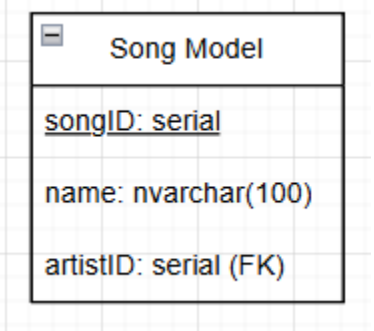 Song Model
songID: serial
name: nvarchar(100)
artistID: serial (FK)